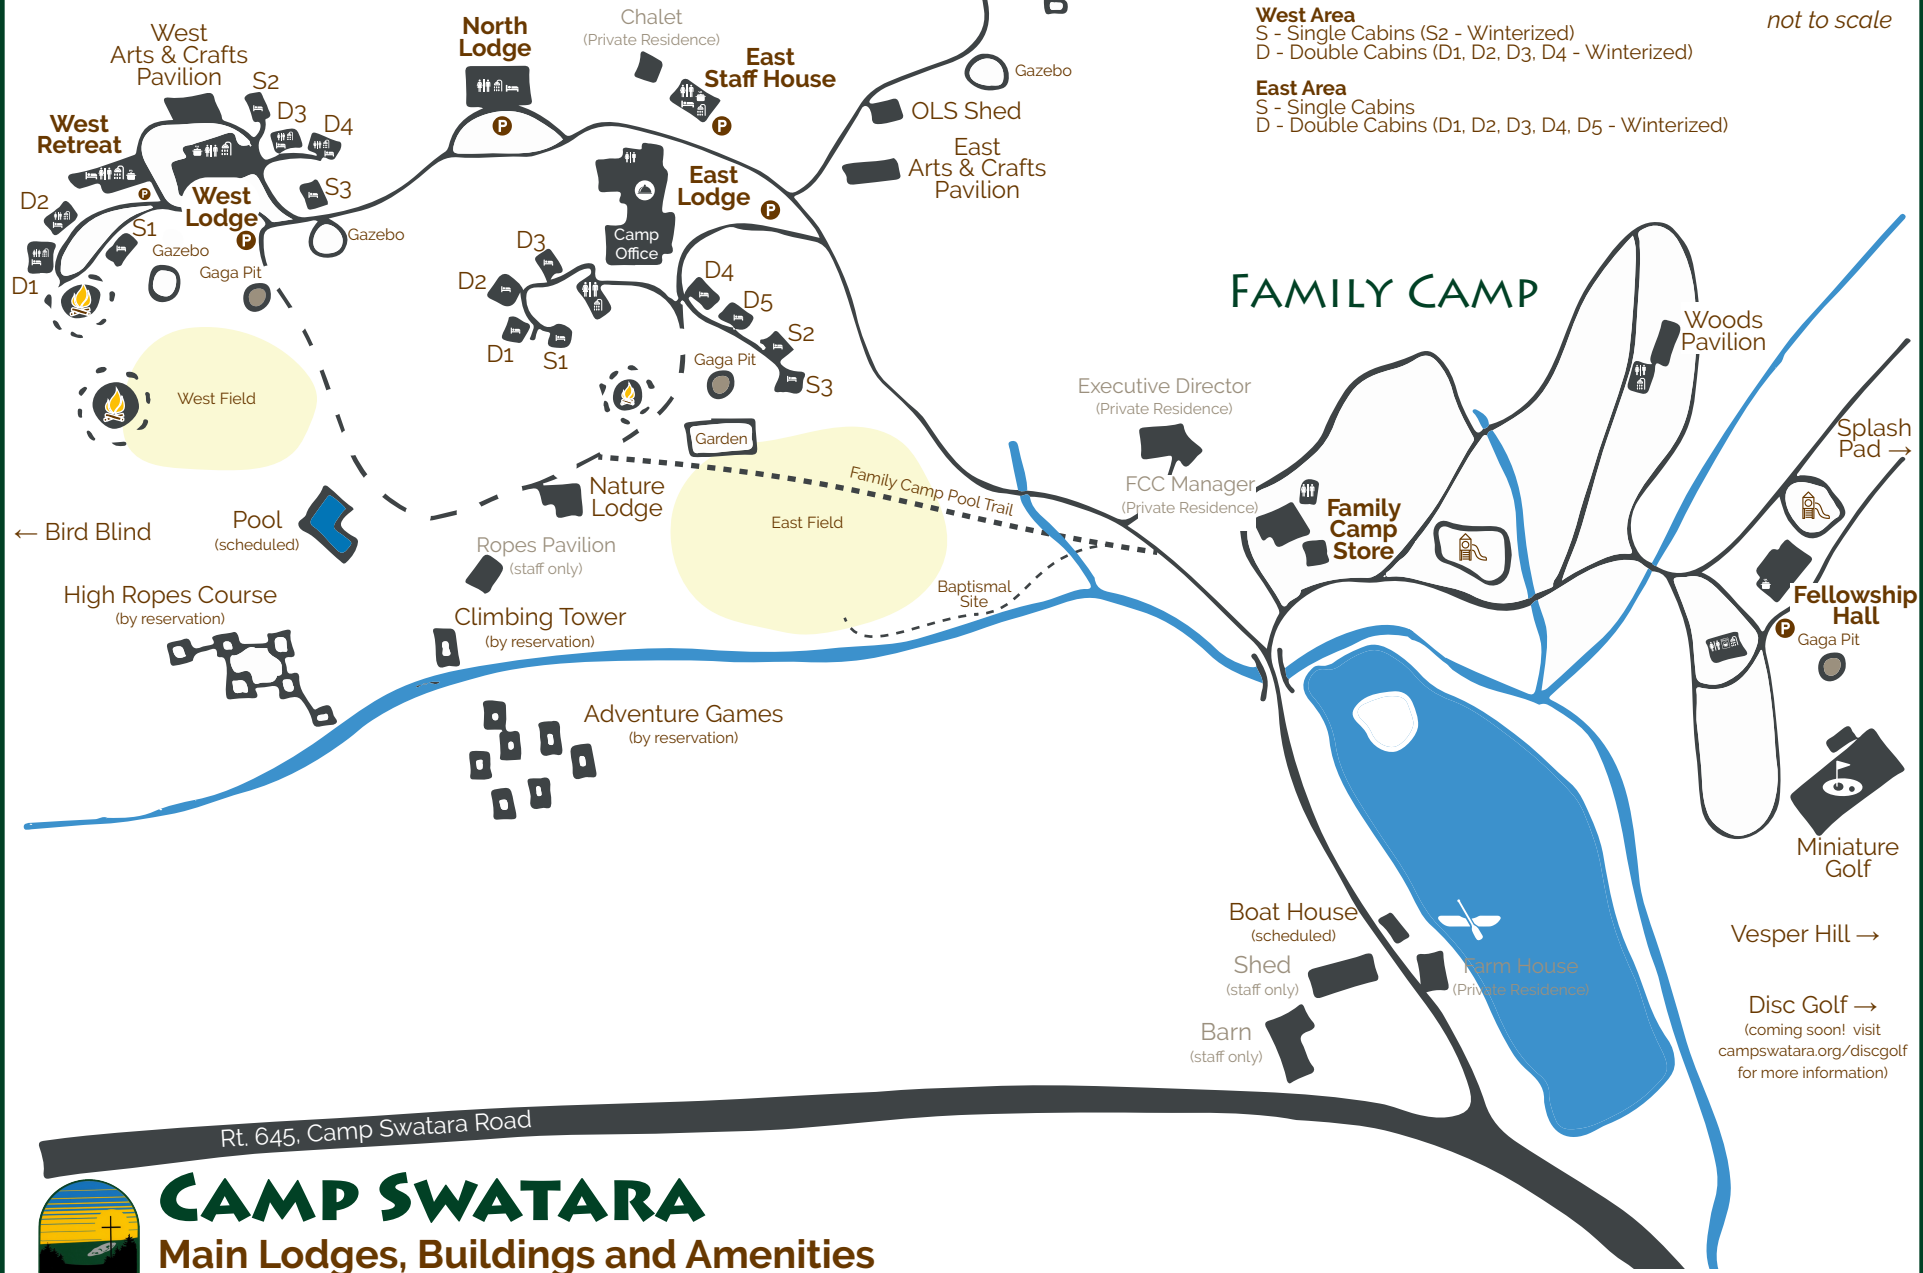 West Area
S - Single Cabins (S2 - Winterized)
D - Double Cabins (D1, D2, D3, D4 - Winterized)
East Area
S - Single Cabins
D - Double Cabins (D1, D2, D3, D4, D5 - Winterized)
not to scale
West
Arts & Crafts
Pavilion
S2
D3
D4
West
Retreat
P
West
Lodge
P
S3
D2
S1
D1
Gazebo
Gaga Pit
Gazebo
North
Lodge
P
Chalet
(Private Residence)
East
Staff House
P
Gazebo
OLS Shed
East
Arts & Crafts
Pavilion
East
Lodge
P
Camp
Office
D3
D2
D1
S1
D4
D5
S2
S3
Gaga Pit
Garden
West Field
East Field
Family Camp Pool Trail
Nature
Lodge
← Bird Blind
Pool
(scheduled)
Ropes Pavilion
(staff only)
High Ropes Course
(by reservation)
Climbing Tower
(by reservation)
Baptismal
Site
Adventure Games
(by reservation)
Family Camp
Woods
Pavilion
Executive Director
(Private Residence)
FCC Manager
(Private Residence)
Family
Camp
Store
Splash
Pad →
Fellowship
Hall
P
Gaga Pit
Miniature
Golf
Boat House
(scheduled)
Shed
(staff only)
Farm House
(Private Residence)
Barn
(staff only)
Vesper Hill →
Disc Golf →
(coming soon! visit
campswatara.org/discgolf
for more information)
Rt. 645, Camp Swatara Road
Camp Swatara
Main Lodges, Buildings and Amenities